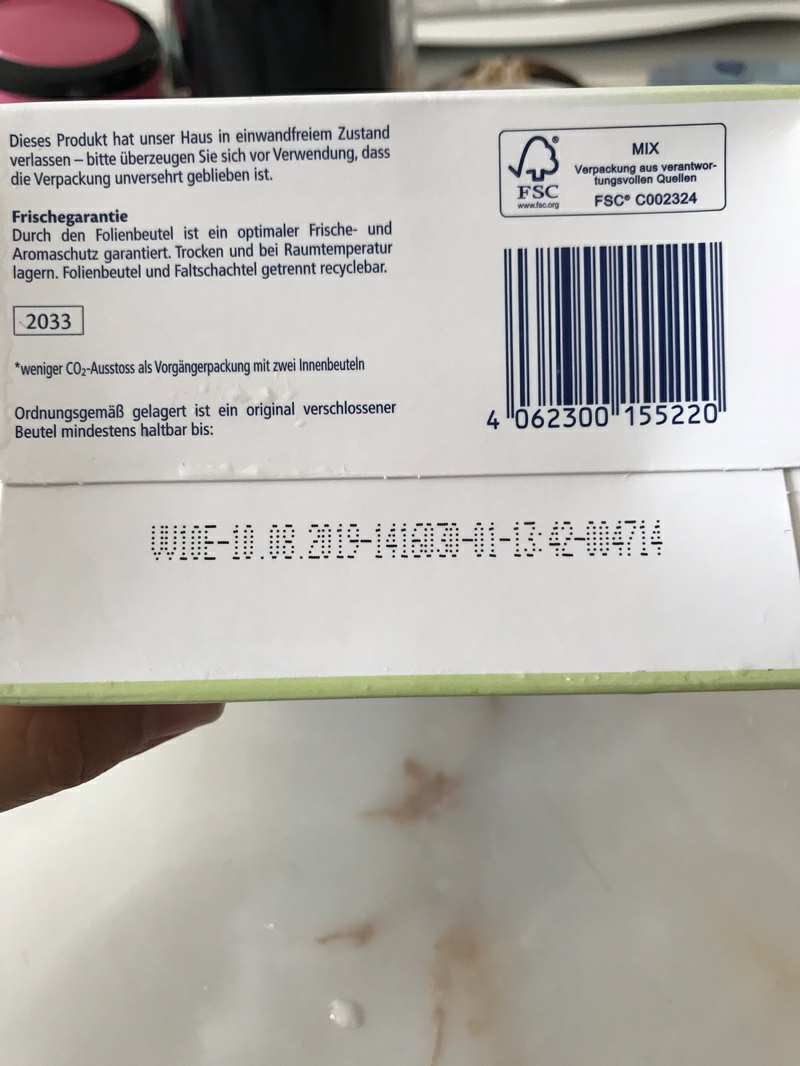 Dieses Produkt hat unser Haus in einwandfreiem Zustand
verlassen – bitte überzeugen Sie sich vor Verwendung, dass
die Verpackung unversehrt geblieben ist.
Frischegarantie
Durch den Folienbeutel ist ein optimaler Frische- und
Aromaschutz garantiert. Trocken und bei Raumtemperatur
lagern. Folienbeutel und Faltschachtel getrennt recyclebar.
2033
*weniger CO₂-Ausstoss als Vorgängerpackung mit zwei Innenbeuteln
Ordnungsgemäß gelagert ist ein original verschlossener
Beutel mindestens haltbar bis:
FSC®
www.fsc.org
MIX
Verpackung aus verantwor-
tungsvollen Quellen
FSC® C002324
4 062300 155220
VV10E-10.08.2019-1416030-01-13:42-004714